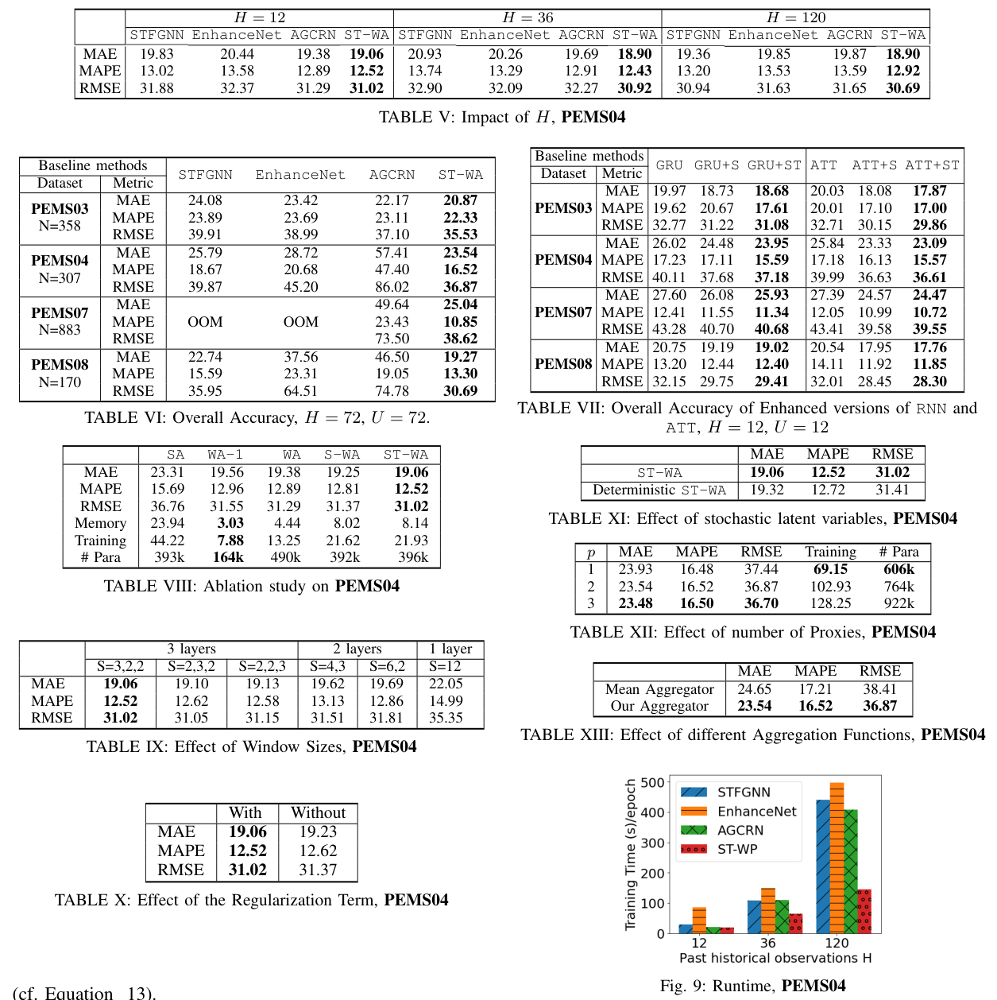 H = 12 H = 36 H = 120
STFGNN EnhanceNet AGCRN ST-WA STFGNN EnhanceNet AGCRN ST-WA STFGNN EnhanceNet AGCRN ST-WA
MAE 19.83 20.44 19.38 19.06 20.93 20.26 19.69 18.90 19.36 19.85 19.87 18.90
MAPE 13.02 13.58 12.89 12.52 13.74 13.29 12.91 12.43 13.20 13.53 13.59 12.92
RMSE 31.88 32.37 31.29 31.02 32.90 32.09 32.27 30.92 30.94 31.63 31.65 30.69
TABLE V: Impact of H, PEMS04
Baseline methods STFGNN EnhanceNet AGCRN ST-WA
Dataset Metric
PEMS03 N=358
MAE 24.08 23.42 22.17 20.87
MAPE 23.89 23.69 23.11 22.33
RMSE 39.91 38.99 37.10 35.53
PEMS04 N=307
MAE 25.79 28.72 57.41 23.54
MAPE 18.67 20.68 47.40 16.52
RMSE 39.87 45.20 86.02 36.87
PEMS07 N=883
MAE 49.64 25.04
MAPE OOM OOM 23.43 10.85
RMSE 73.50 38.62
PEMS08 N=170
MAE 22.74 37.56 46.50 19.27
MAPE 15.59 23.31 19.05 13.30
RMSE 35.95 64.51 74.78 30.69
TABLE VI: Overall Accuracy, H = 72, U = 72.
Baseline methods GRU GRU+S GRU+ST ATT ATT+S ATT+ST
Dataset Metric
PEMS03
MAE 19.97 18.73 18.68 20.03 18.08 17.87
MAPE 19.62 20.67 17.61 20.01 17.10 17.00
RMSE 32.77 31.22 31.08 32.71 30.15 29.86
PEMS04
MAE 26.02 24.48 23.95 25.84 23.33 23.09
MAPE 17.23 17.11 15.59 17.18 16.13 15.57
RMSE 40.11 37.68 37.18 39.99 36.63 36.61
PEMS07
MAE 27.60 26.08 25.93 27.39 24.57 24.47
MAPE 12.41 11.55 11.34 12.05 10.99 10.72
RMSE 43.28 40.70 40.68 43.41 39.58 39.55
PEMS08
MAE 20.75 19.19 19.02 20.54 17.95 17.76
MAPE 13.20 12.44 12.40 14.11 11.92 11.85
RMSE 32.15 29.75 29.41 32.01 28.45 28.30
TABLE VII: Overall Accuracy of Enhanced versions of RNN and
ATT, H = 12, U = 12
SA WA-1 WA S-WA ST-WA
MAE 23.31 19.56 19.38 19.25 19.06
MAPE 15.69 12.96 12.89 12.81 12.52
RMSE 36.76 31.55 31.29 31.37 31.02
Memory 23.94 3.03 4.44 8.02 8.14
Training 44.22 7.88 13.25 21.62 21.93
# Para 393k 164k 490k 392k 396k
TABLE VIII: Ablation study on PEMS04
MAE MAPE RMSE
ST-WA 19.06 12.52 31.02
Deterministic ST-WA 19.32 12.72 31.41
TABLE XI: Effect of stochastic latent variables, PEMS04
p MAE MAPE RMSE Training # Para
1 23.93 16.48 37.44 69.15 606k
2 23.54 16.52 36.87 102.93 764k
3 23.48 16.50 36.70 128.25 922k
TABLE XII: Effect of number of Proxies, PEMS04
3 layers 2 layers 1 layer
S=3,2,2 S=2,3,2 S=2,2,3 S=4,3 S=6,2 S=12
MAE 19.06 19.10 19.13 19.62 19.69 22.05
MAPE 12.52 12.62 12.58 13.13 12.86 14.99
RMSE 31.02 31.05 31.15 31.51 31.81 35.35
TABLE IX: Effect of Window Sizes, PEMS04
MAE MAPE RMSE
Mean Aggregator 24.65 17.21 38.41
Our Aggregator 23.54 16.52 36.87
TABLE XIII: Effect of different Aggregation Functions, PEMS04
With Without
MAE 19.06 19.23
MAPE 12.52 12.62
RMSE 31.02 31.37
TABLE X: Effect of the Regularization Term, PEMS04
Training Time (s)/epoch
500
400
300
200
100
0
STFGNN
EnhanceNet
AGCRN
ST-WP
12 36 120
Past historical observations H
Fig. 9: Runtime, PEMS04
(cf. Equation 13).